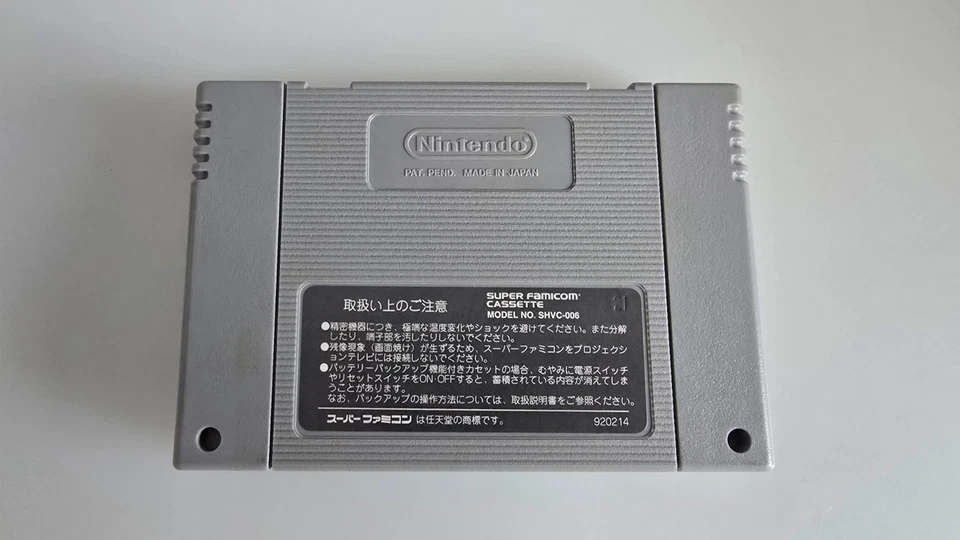 Nintendo
PAT. PEND. MADE IN JAPAN
取扱い上のご注意
SUPER FAMICOM
CASSETTE
MODEL NO. SHVC-006
●精密機器につき、極端な温度変化やショックを避けてください。また分解
したり、端子部を汚したりしないでください。
●残像現象（画面焼け）が生ずるため、スーパーファミコンをプロジェクシ
ョンテレビには接続しないでください。
●バッテリーバックアップ機能付きカセットの場合、むやみに電源スイッチ
やリセットスイッチをON·OFFすると、蓄積されている内容が消えてしま
うことがあります。
なお、バックアップの操作方法については、取扱説明書をご参照ください。
スーパーファミコン は任天堂の商標です。 920214